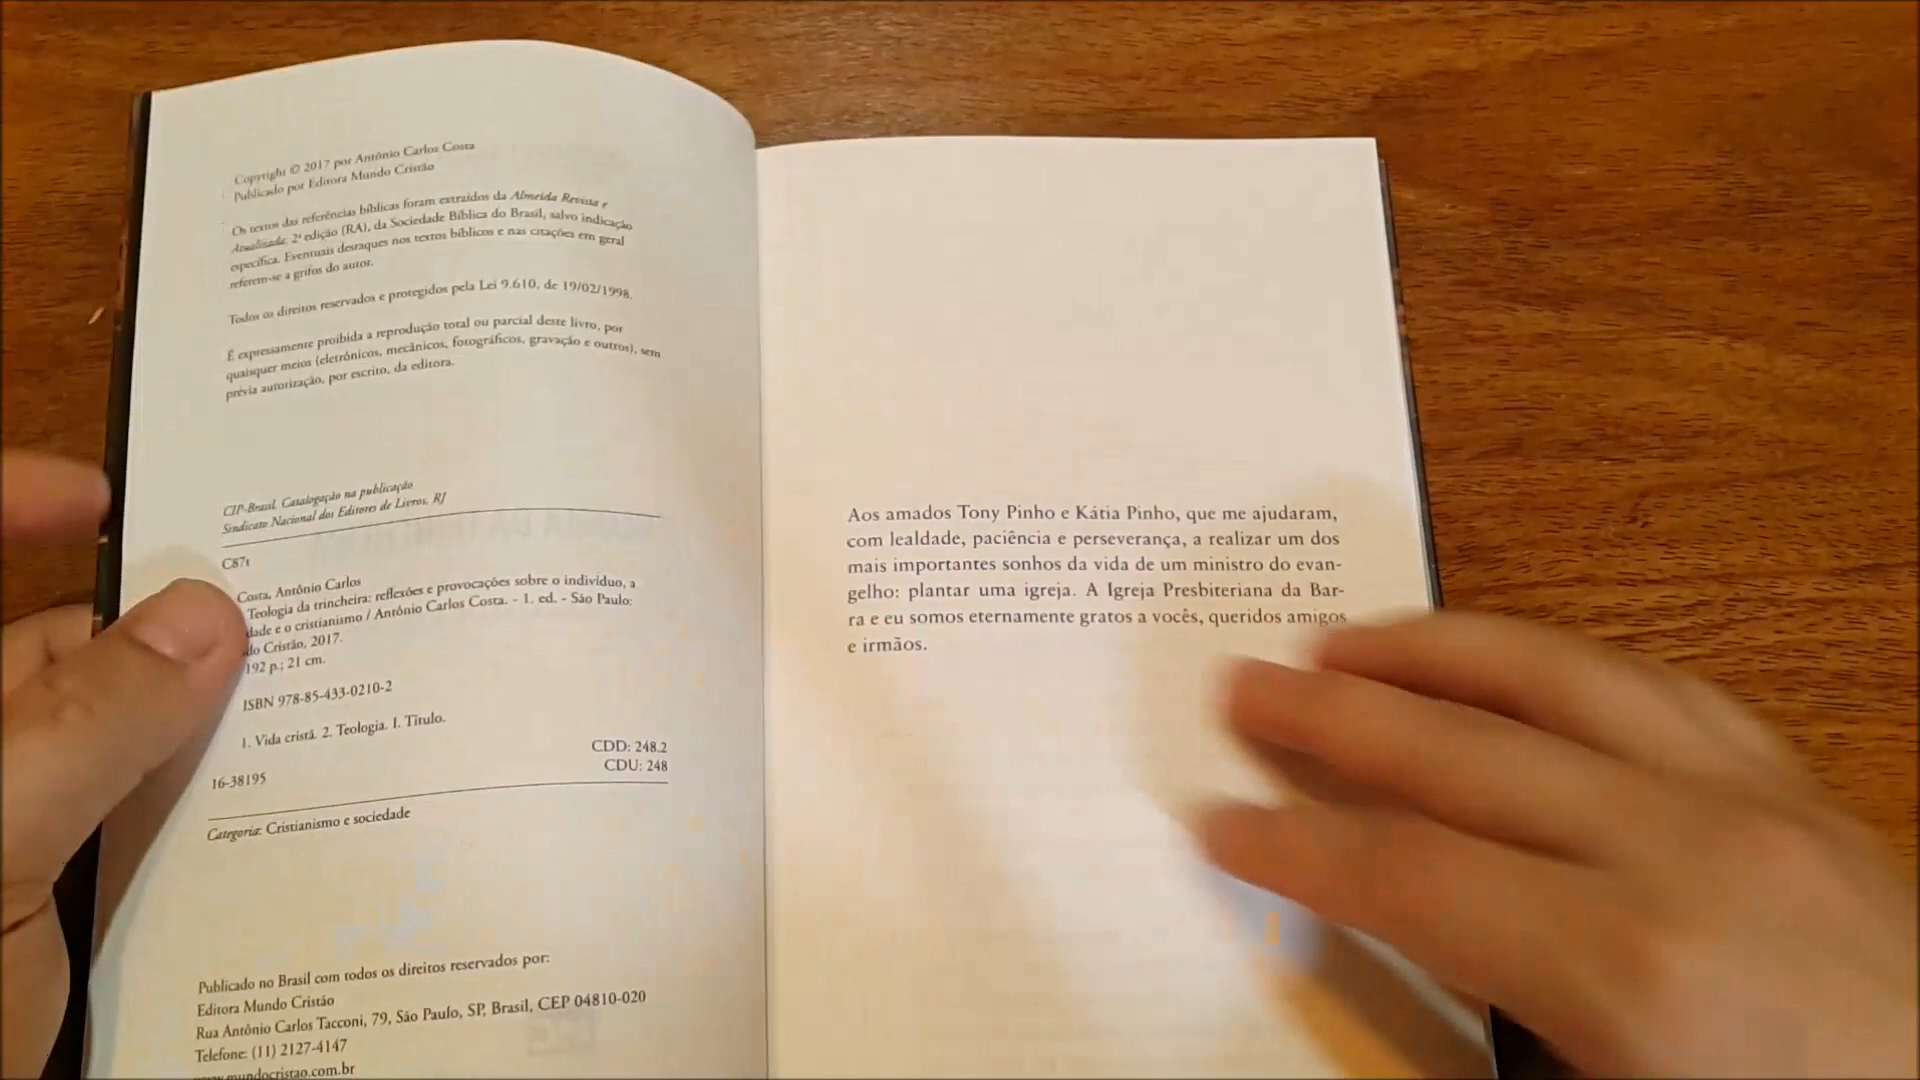 Copyright © 2017 por Antônio Carlos Costa
Publicado por Editora Mundo Cristão
Os textos das referências bíblicas foram extraídos da Almeida Revista e
Atualizada, 2ª edição (RA), da Sociedade Bíblica do Brasil, salvo indicação
específica. Eventuais destaques nos textos bíblicos e nas citações em geral
referem-se a grifos do autor.
Todos os direitos reservados e protegidos pela Lei 9.610, de 19/02/1998.
É expressamente proibida a reprodução total ou parcial deste livro, por
quaisquer meios (eletrônicos, mecânicos, fotográficos, gravação e outros), sem
prévia autorização, por escrito, da editora.
CIP-Brasil. Catalogação na publicação
Sindicato Nacional dos Editores de Livros, RJ
C87t
Costa, Antônio Carlos
Teologia da trincheira: reflexões e provocações sobre o indivíduo, a
dade e o cristianismo / Antônio Carlos Costa. - 1. ed. - São Paulo:
do Cristão, 2017.
192 p.; 21 cm.
ISBN 978-85-433-0210-2
1. Vida cristã. 2. Teologia. I. Título.
CDD: 248.2
CDU: 248
16-38195
Categoria: Cristianismo e sociedade
Publicado no Brasil com todos os direitos reservados por:
Editora Mundo Cristão
Rua Antônio Carlos Tacconi, 79, São Paulo, SP, Brasil, CEP 04810-020
Telefone: (11) 2127-4147
www.mundocristao.com.br
Aos amados Tony Pinho e Kátia Pinho, que me ajudaram,
com lealdade, paciência e perseverança, a realizar um dos
mais importantes sonhos da vida de um ministro do evan-
gelho: plantar uma igreja. A Igreja Presbiteriana da Bar-
ra e eu somos eternamente gratos a vocês, queridos amigos
e irmãos.